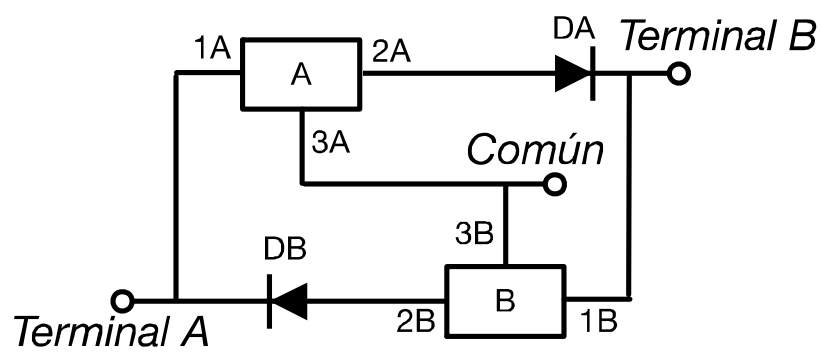 DA
Terminal B
1A
A
2A
3A
Común
DB
3B
B
2B
1B
Terminal A